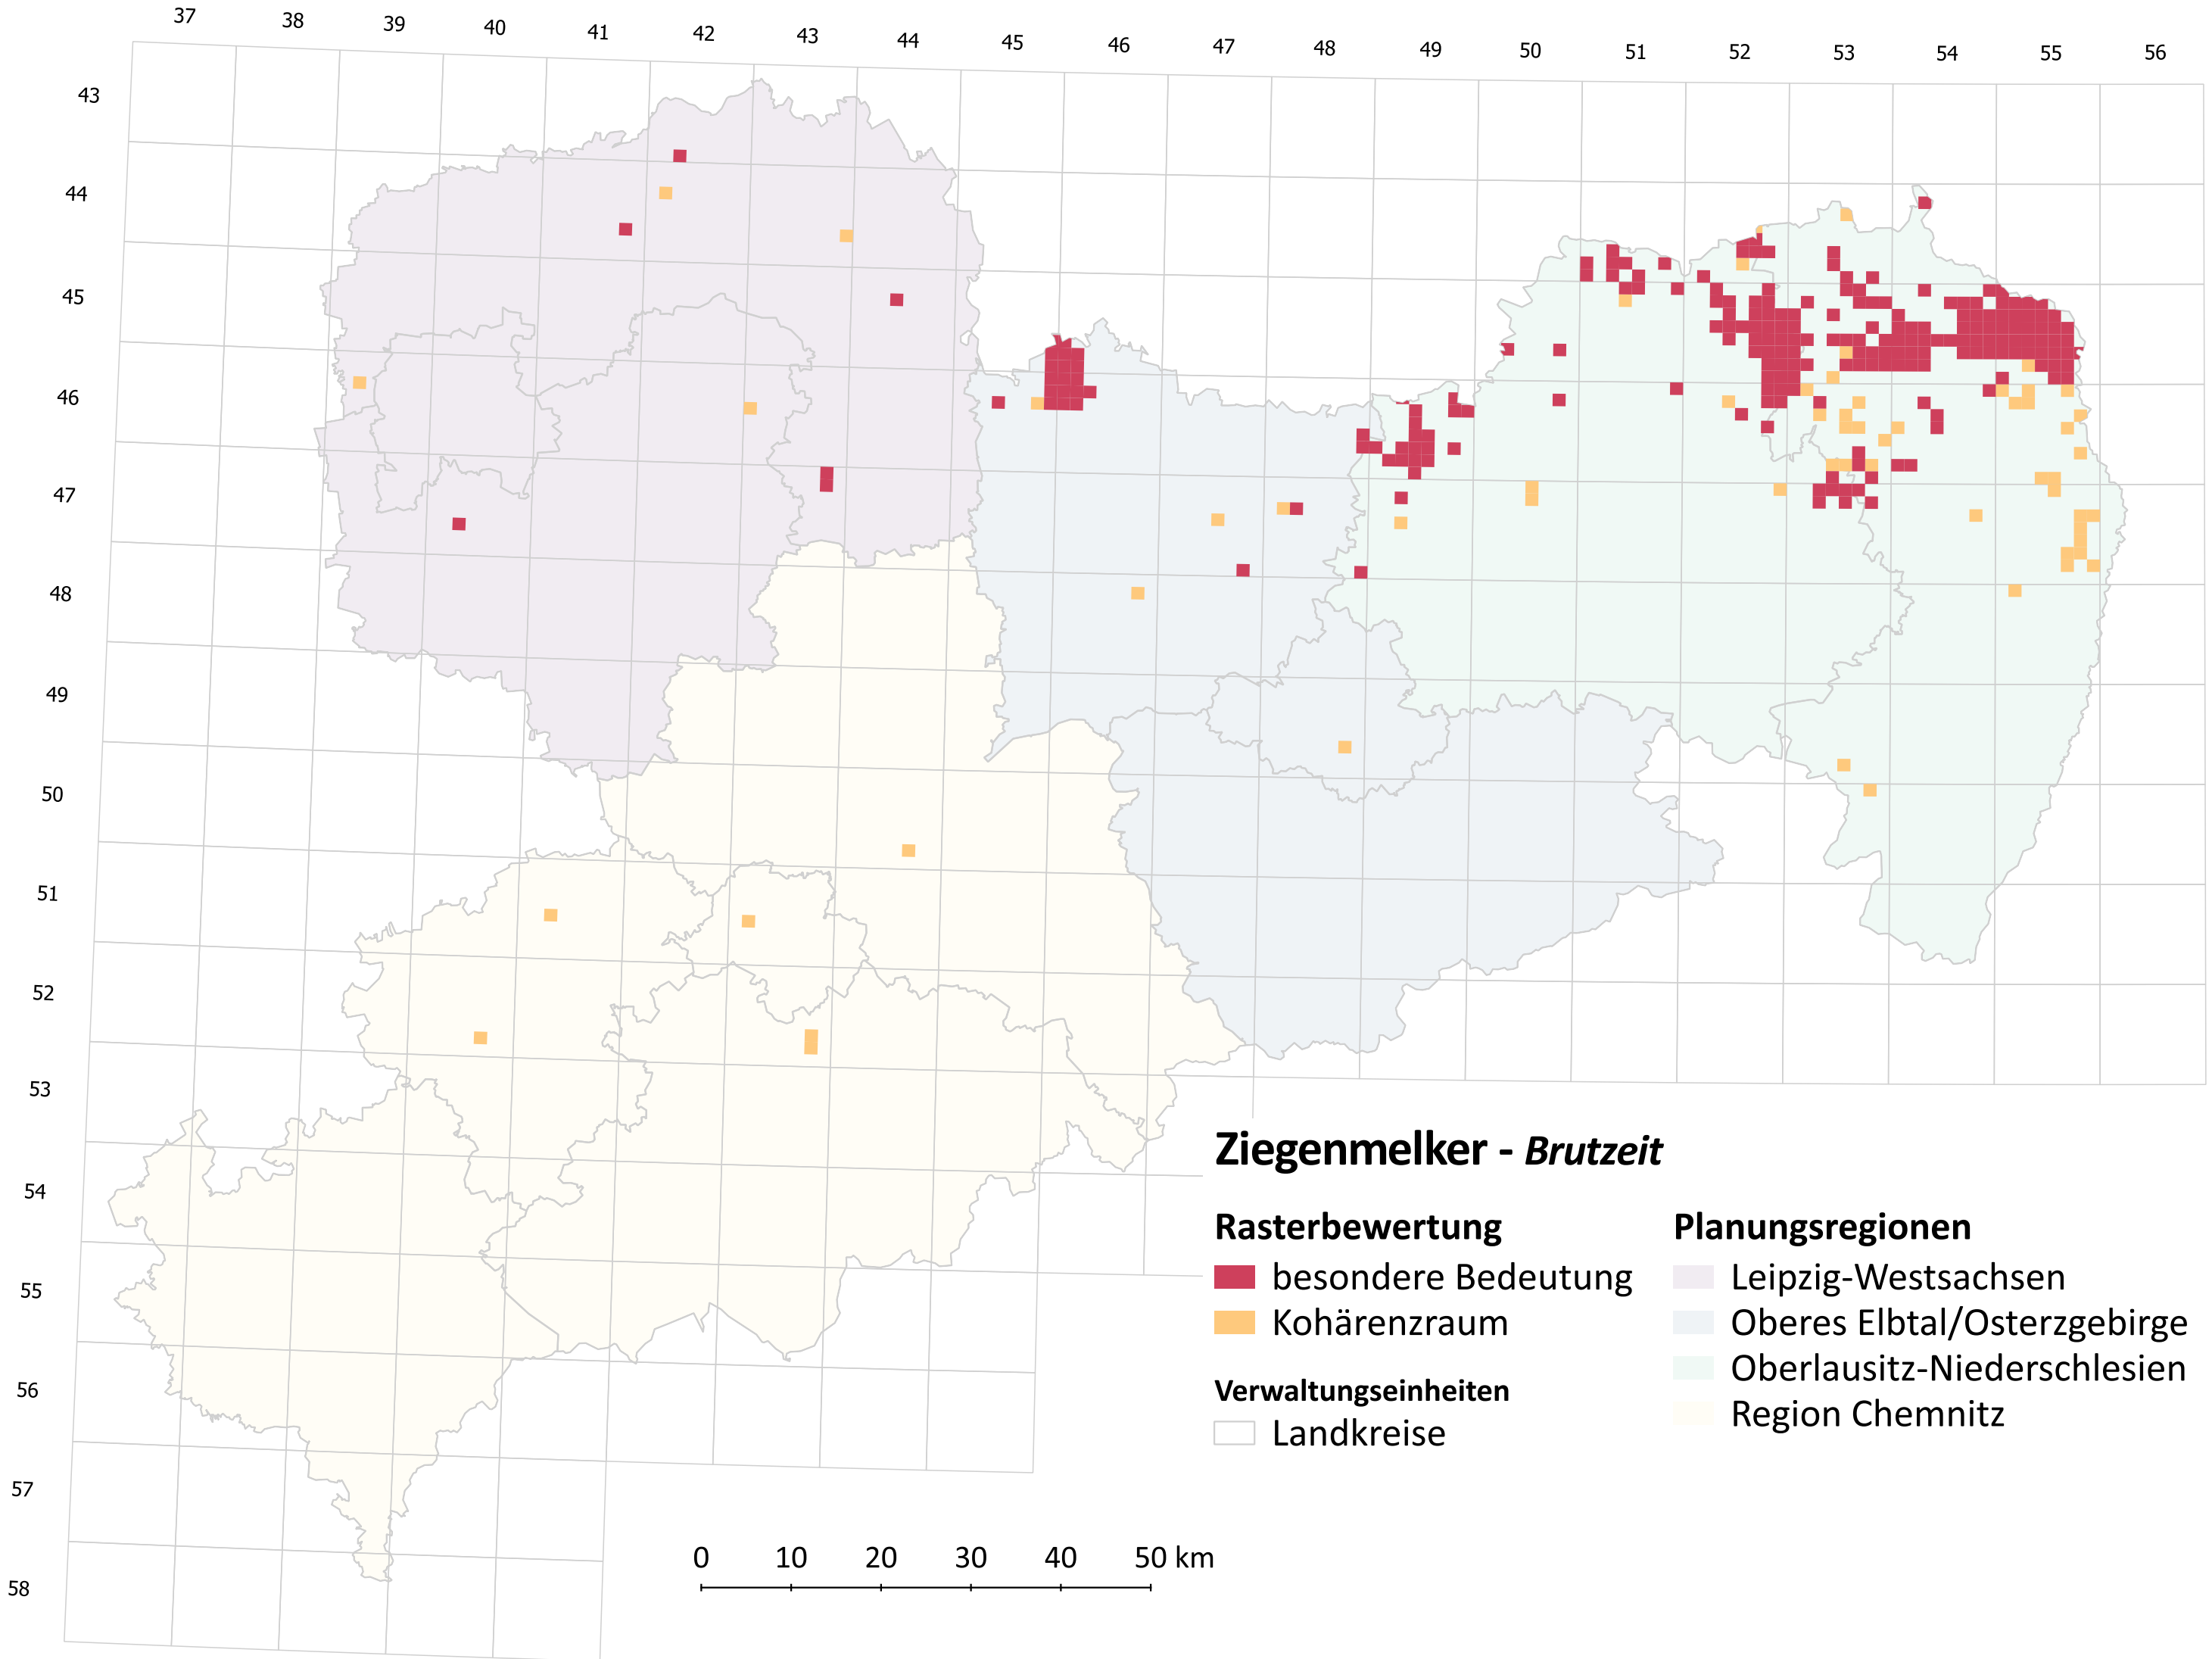 37 38 39 40 41 42 43 44 45 46 47 48 49 50 51 52 53 54 55 56
43
44
45
46
47
48
49
50
51
52
53
54
55
56
57
58
Ziegenmelker - Brutzeit
Rasterbewertung
besondere Bedeutung
Kohärenzraum
Verwaltungseinheiten
Landkreise
Planungsregionen
Leipzig-Westsachsen
Oberes Elbtal/Osterzgebirge
Oberlausitz-Niederschlesien
Region Chemnitz
0 10 20 30 40 50 km